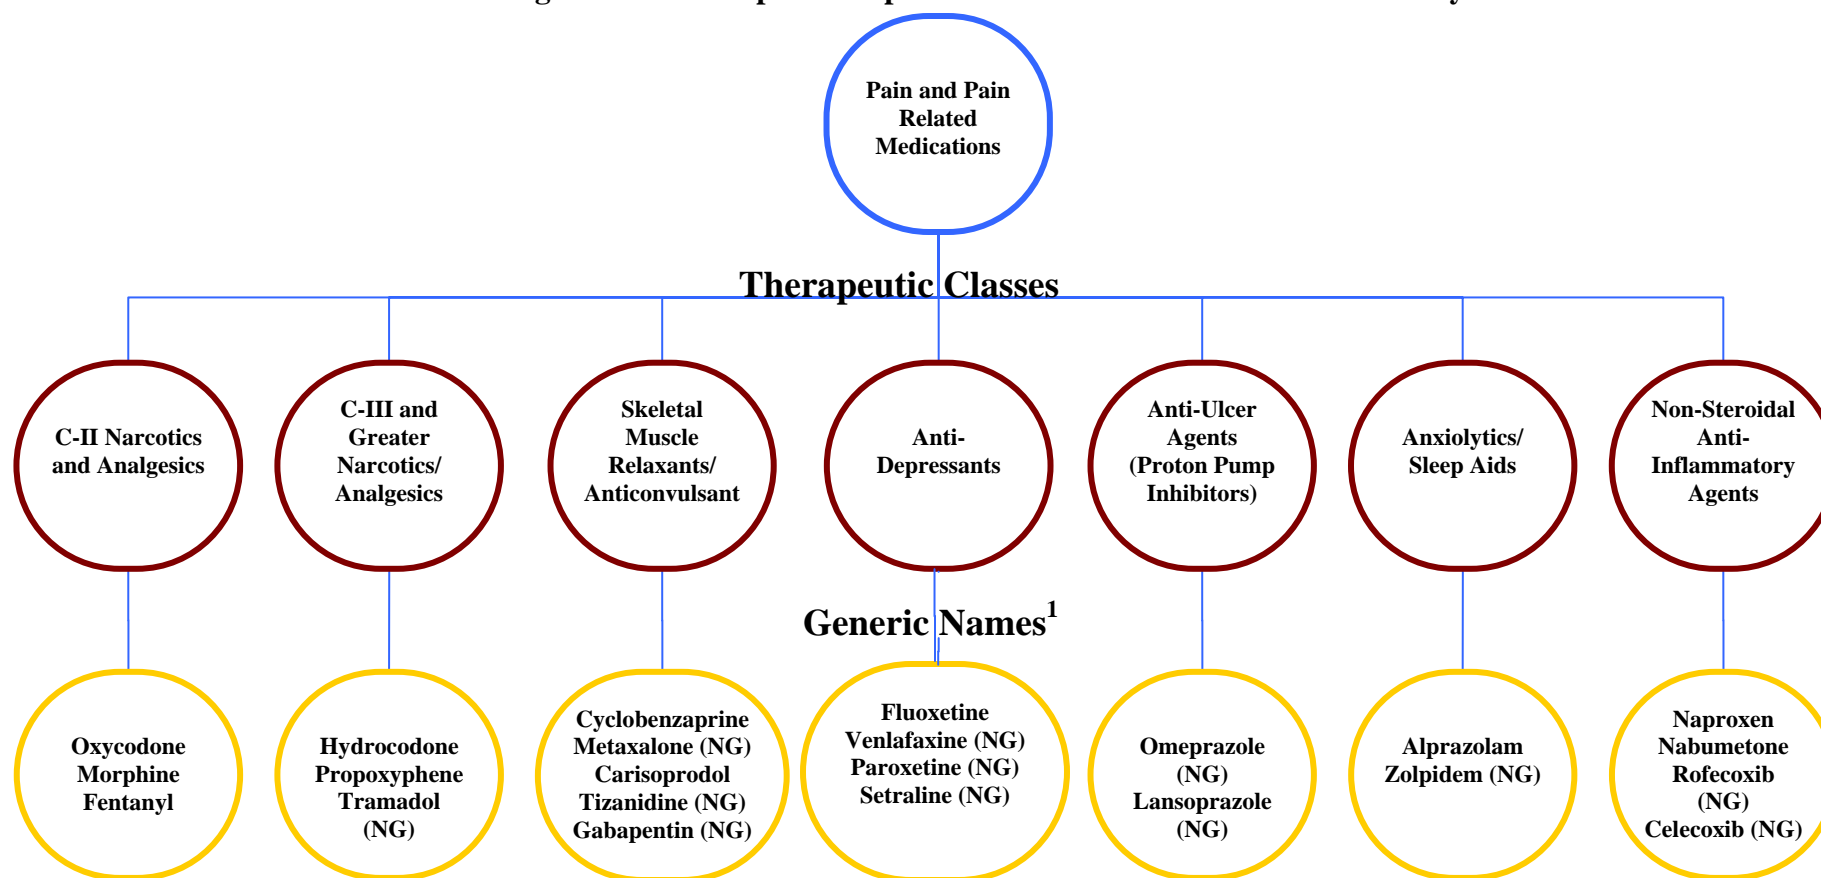 Pain and Pain
Related
Medications
Therapeutic Classes
C-II Narcotics
and Analgesics
C-III and
Greater
Narcotics/
Analgesics
Skeletal
Muscle
Relaxants/
Anticonvulsant
Anti-
Depressants
Anti-Ulcer
Agents
(Proton Pump
Inhibitors)
Anxiolytics/
Sleep Aids
Non-Steroidal
Anti-
Inflammatory
Agents
Generic Names¹
Oxycodone
Morphine
Fentanyl
Hydrocodone
Propoxyphene
Tramadol
(NG)
Cyclobenzaprine
Metaxalone (NG)
Carisoprodol
Tizanidine (NG)
Gabapentin (NG)
Fluoxetine
Venlafaxine (NG)
Paroxetine (NG)
Setraline (NG)
Omeprazole
(NG)
Lansoprazole
(NG)
Alprazolam
Zolpidem (NG)
Naproxen
Nabumetone
Rofecoxib
(NG)
Celecoxib (NG)